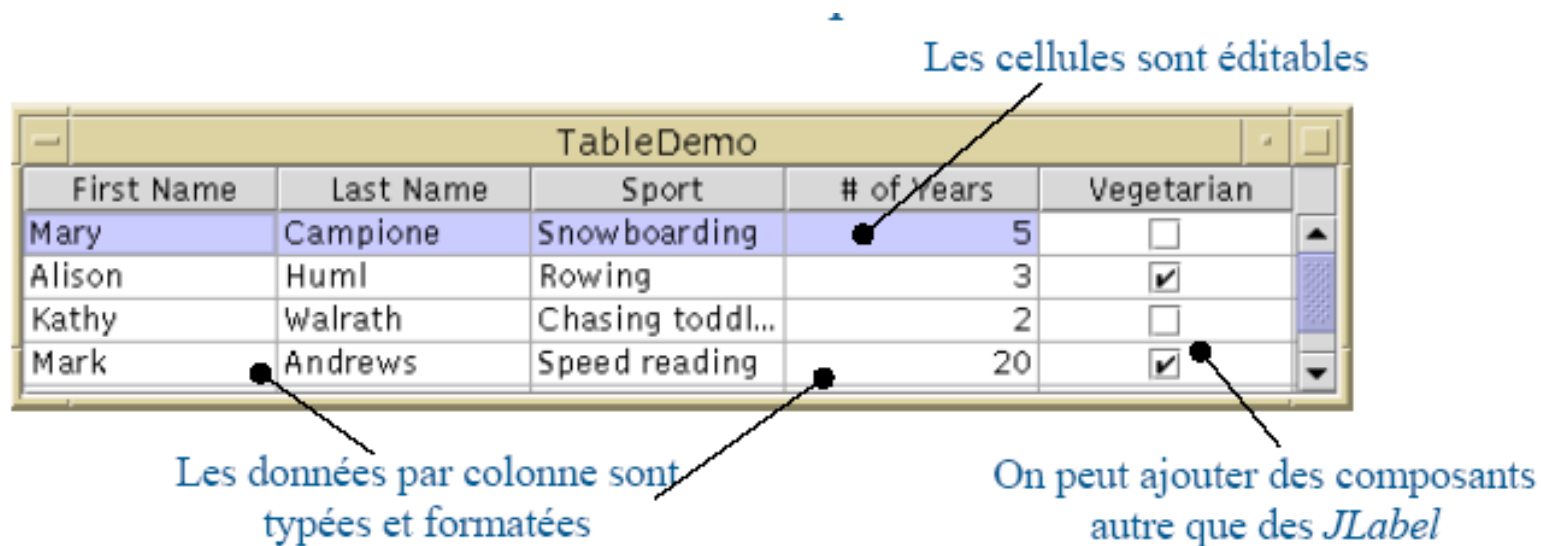 Les cellules sont éditables
TableDemo
First Name Last Name Sport # of Years Vegetarian
Mary Campione Snowboarding 5
Alison Huml Rowing 3
Kathy Walrath Chasing toddl... 2
Mark Andrews Speed reading 20
Les données par colonne sont
typées et formatées
On peut ajouter des composants
autre que des JLabel